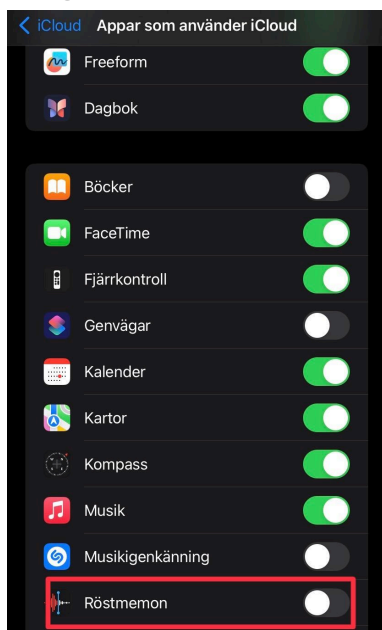 iCloud Appar som använder iCloud
Freeform
Dagbok
Böcker
FaceTime
Fjärrkontroll
Genvägar
Kalender
Kartor
Kompass
Musik
Musikigenkänning
Röstmemon